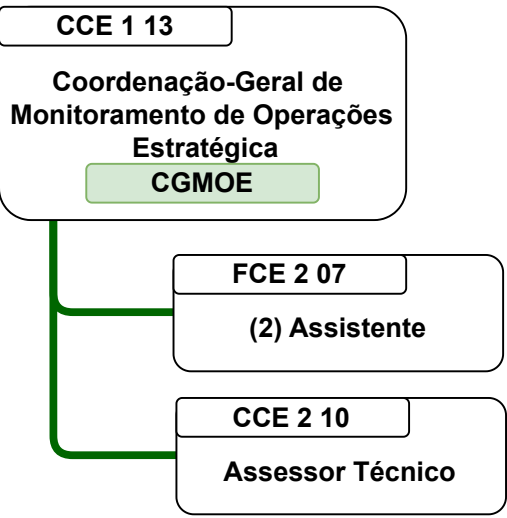 CCE 1 13
Coordenação-Geral de
Monitoramento de Operações
Estratégica
CGMOE
FCE 2 07
(2) Assistente
CCE 2 10
Assessor Técnico